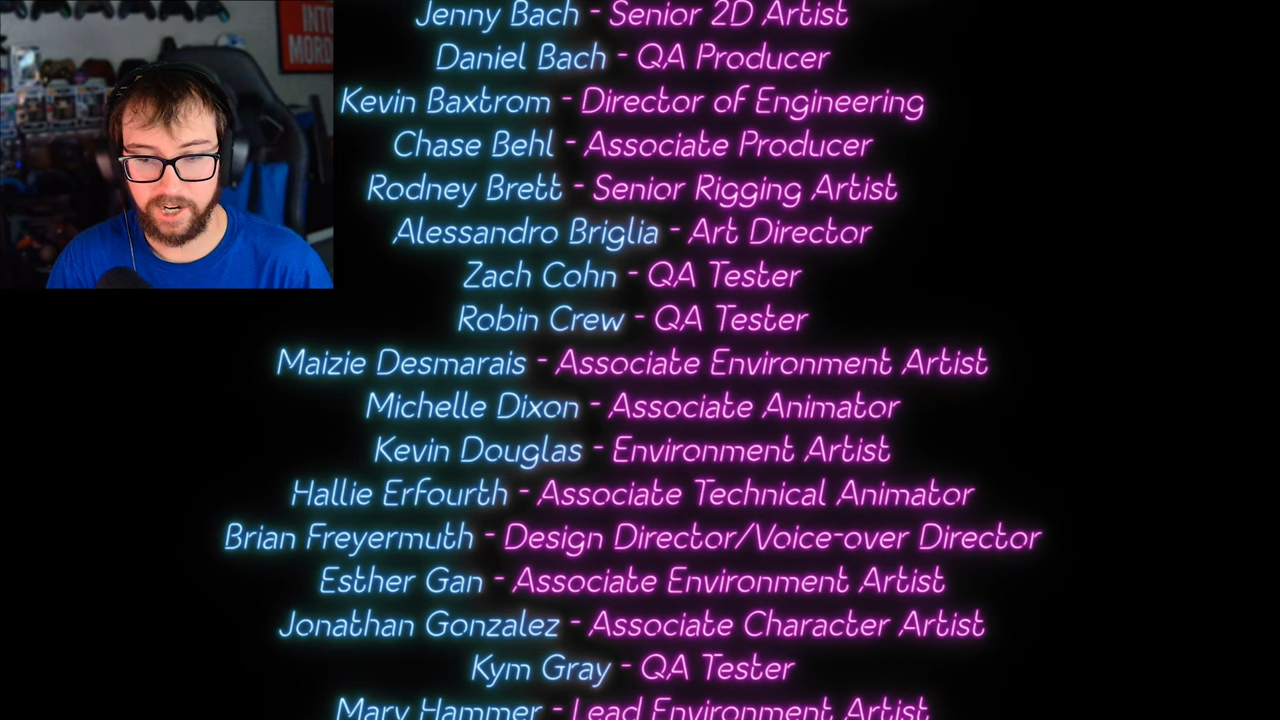 INTO
MORD
Jenny Bach - Senior 2D Artist
Daniel Bach - QA Producer
Kevin Baxtrom - Director of Engineering
Chase Behl - Associate Producer
Rodney Brett - Senior Rigging Artist
Alessandro Briglia - Art Director
Zach Cohn - QA Tester
Robin Crew - QA Tester
Maizie Desmarais - Associate Environment Artist
Michelle Dixon - Associate Animator
Kevin Douglas - Environment Artist
Hallie Erfourth - Associate Technical Animator
Brian Freyermuth - Design Director/Voice-over Director
Esther Gan - Associate Environment Artist
Jonathan Gonzalez - Associate Character Artist
Kym Gray - QA Tester
Mary Hammer - Lead Environment Artist